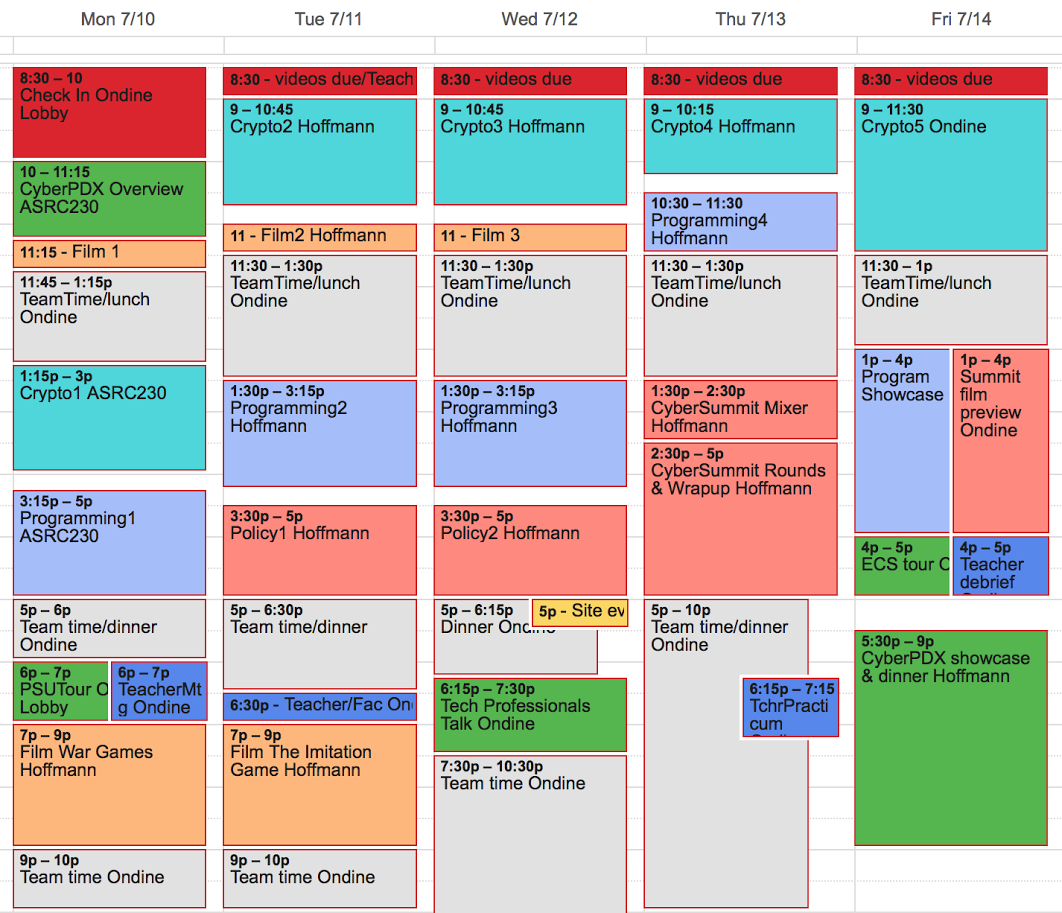 Mon 7/10
Tue 7/11
Wed 7/12
Thu 7/13
Fri 7/14
8:30 – 10
Check In Ondine
Lobby
10 – 11:15
CyberPDX Overview
ASRC230
11:15 - Film 1
11:45 – 1:15p
TeamTime/lunch
Ondine
1:15p – 3p
Crypto1 ASRC230
3:15p – 5p
Programming1
ASRC230
5p – 6p
Team time/dinner
Ondine
6p – 7p
PSUTour O
Lobby
6p – 7p
TeacherMt
g Ondine
7p – 9p
Film War Games
Hoffmann
9p – 10p
Team time Ondine
8:30 - videos due/Teach
9 – 10:45
Crypto2 Hoffmann
11 - Film2 Hoffmann
11:30 – 1:30p
TeamTime/lunch
Ondine
1:30p – 3:15p
Programming2
Hoffmann
3:30p – 5p
Policy1 Hoffmann
5p – 6:30p
Team time/dinner
6:30p - Teacher/Fac On
7p – 9p
Film The Imitation
Game Hoffmann
9p – 10p
Team time Ondine
8:30 - videos due
9 – 10:45
Crypto3 Hoffmann
11 - Film 3
11:30 – 1:30p
TeamTime/lunch
Ondine
1:30p – 3:15p
Programming3
Hoffmann
3:30p – 5p
Policy2 Hoffmann
5p – 6:15p
Dinner Ondine
5p - Site ev
6:15p – 7:30p
Tech Professionals
Talk Ondine
7:30p – 10:30p
Team time Ondine
8:30 - videos due
9 – 10:15
Crypto4 Hoffmann
10:30 – 11:30
Programming4
Hoffmann
11:30 – 1:30p
TeamTime/lunch
Ondine
1:30p – 2:30p
CyberSummit Mixer
Hoffmann
2:30p – 5p
CyberSummit Rounds
& Wrapup Hoffmann
5p – 10p
Team time/dinner
Ondine
6:15p – 7:15
TchrPracti
cum
8:30 - videos due
9 – 11:30
Crypto5 Ondine
11:30 – 1p
TeamTime/lunch
Ondine
1p – 4p
Program
Showcase
1p – 4p
Summit
film
preview
Ondine
4p – 5p
ECS tour O
4p – 5p
Teacher
debrief
5:30p – 9p
CyberPDX showcase
& dinner Hoffmann